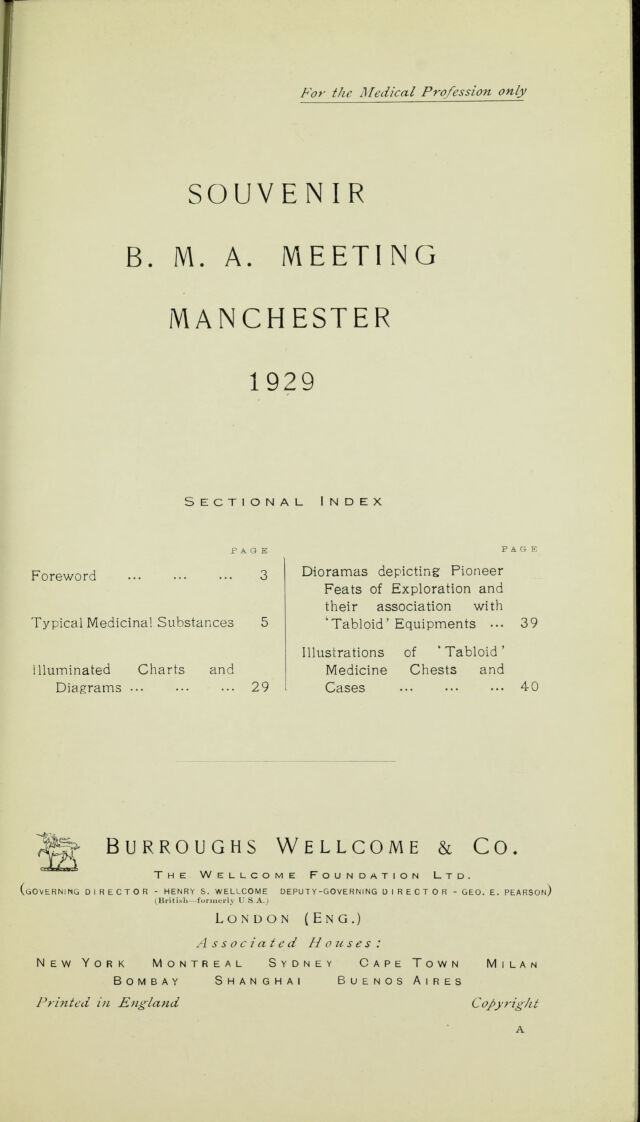 For the Medical Profession only
SOUVENIR
B. M. A. MEETING
MANCHESTER
1929
SECTIONAL INDEX
PAGE
Foreword ... ... ... 3
Typical Medicinal Substances 5
Illuminated Charts and
Diagrams ... ... ... 29
PAGE
Dioramas depicting Pioneer
Feats of Exploration and
their association with
'Tabloid' Equipments ... 39
Illustrations of 'Tabloid'
Medicine Chests and
Cases ... ... ... 40
BURROUGHS WELLCOME & CO.
THE WELLCOME FOUNDATION LTD.
(GOVERNING DIRECTOR - HENRY S. WELLCOME DEPUTY-GOVERNING DIRECTOR - GEO. E. PEARSON)
(British—formerly U.S.A.)
LONDON (ENG.)
Associated Houses:
NEW YORK MONTREAL SYDNEY CAPE TOWN MILAN
BOMBAY SHANGHAI BUENOS AIRES
Printed in England Copyright
A